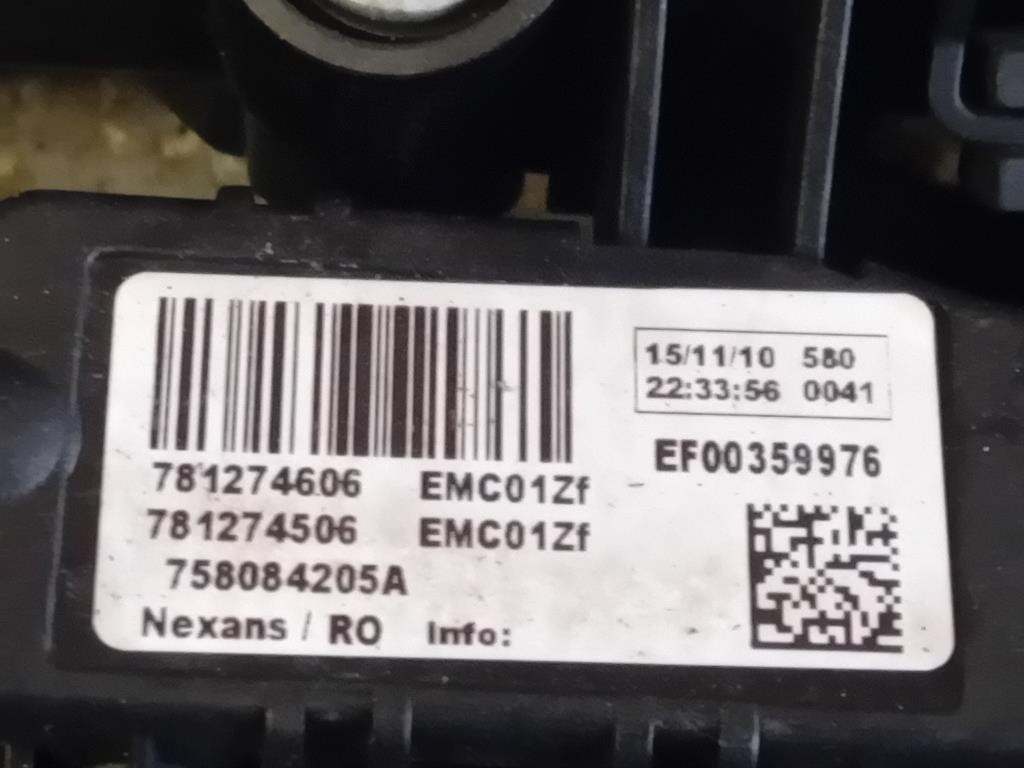 15/11/10 580
22:33:56 0041
EF00359976
781274606 EMC01Zf
781274506 EMC01Zf
758084205A
Nexans / RO Info: